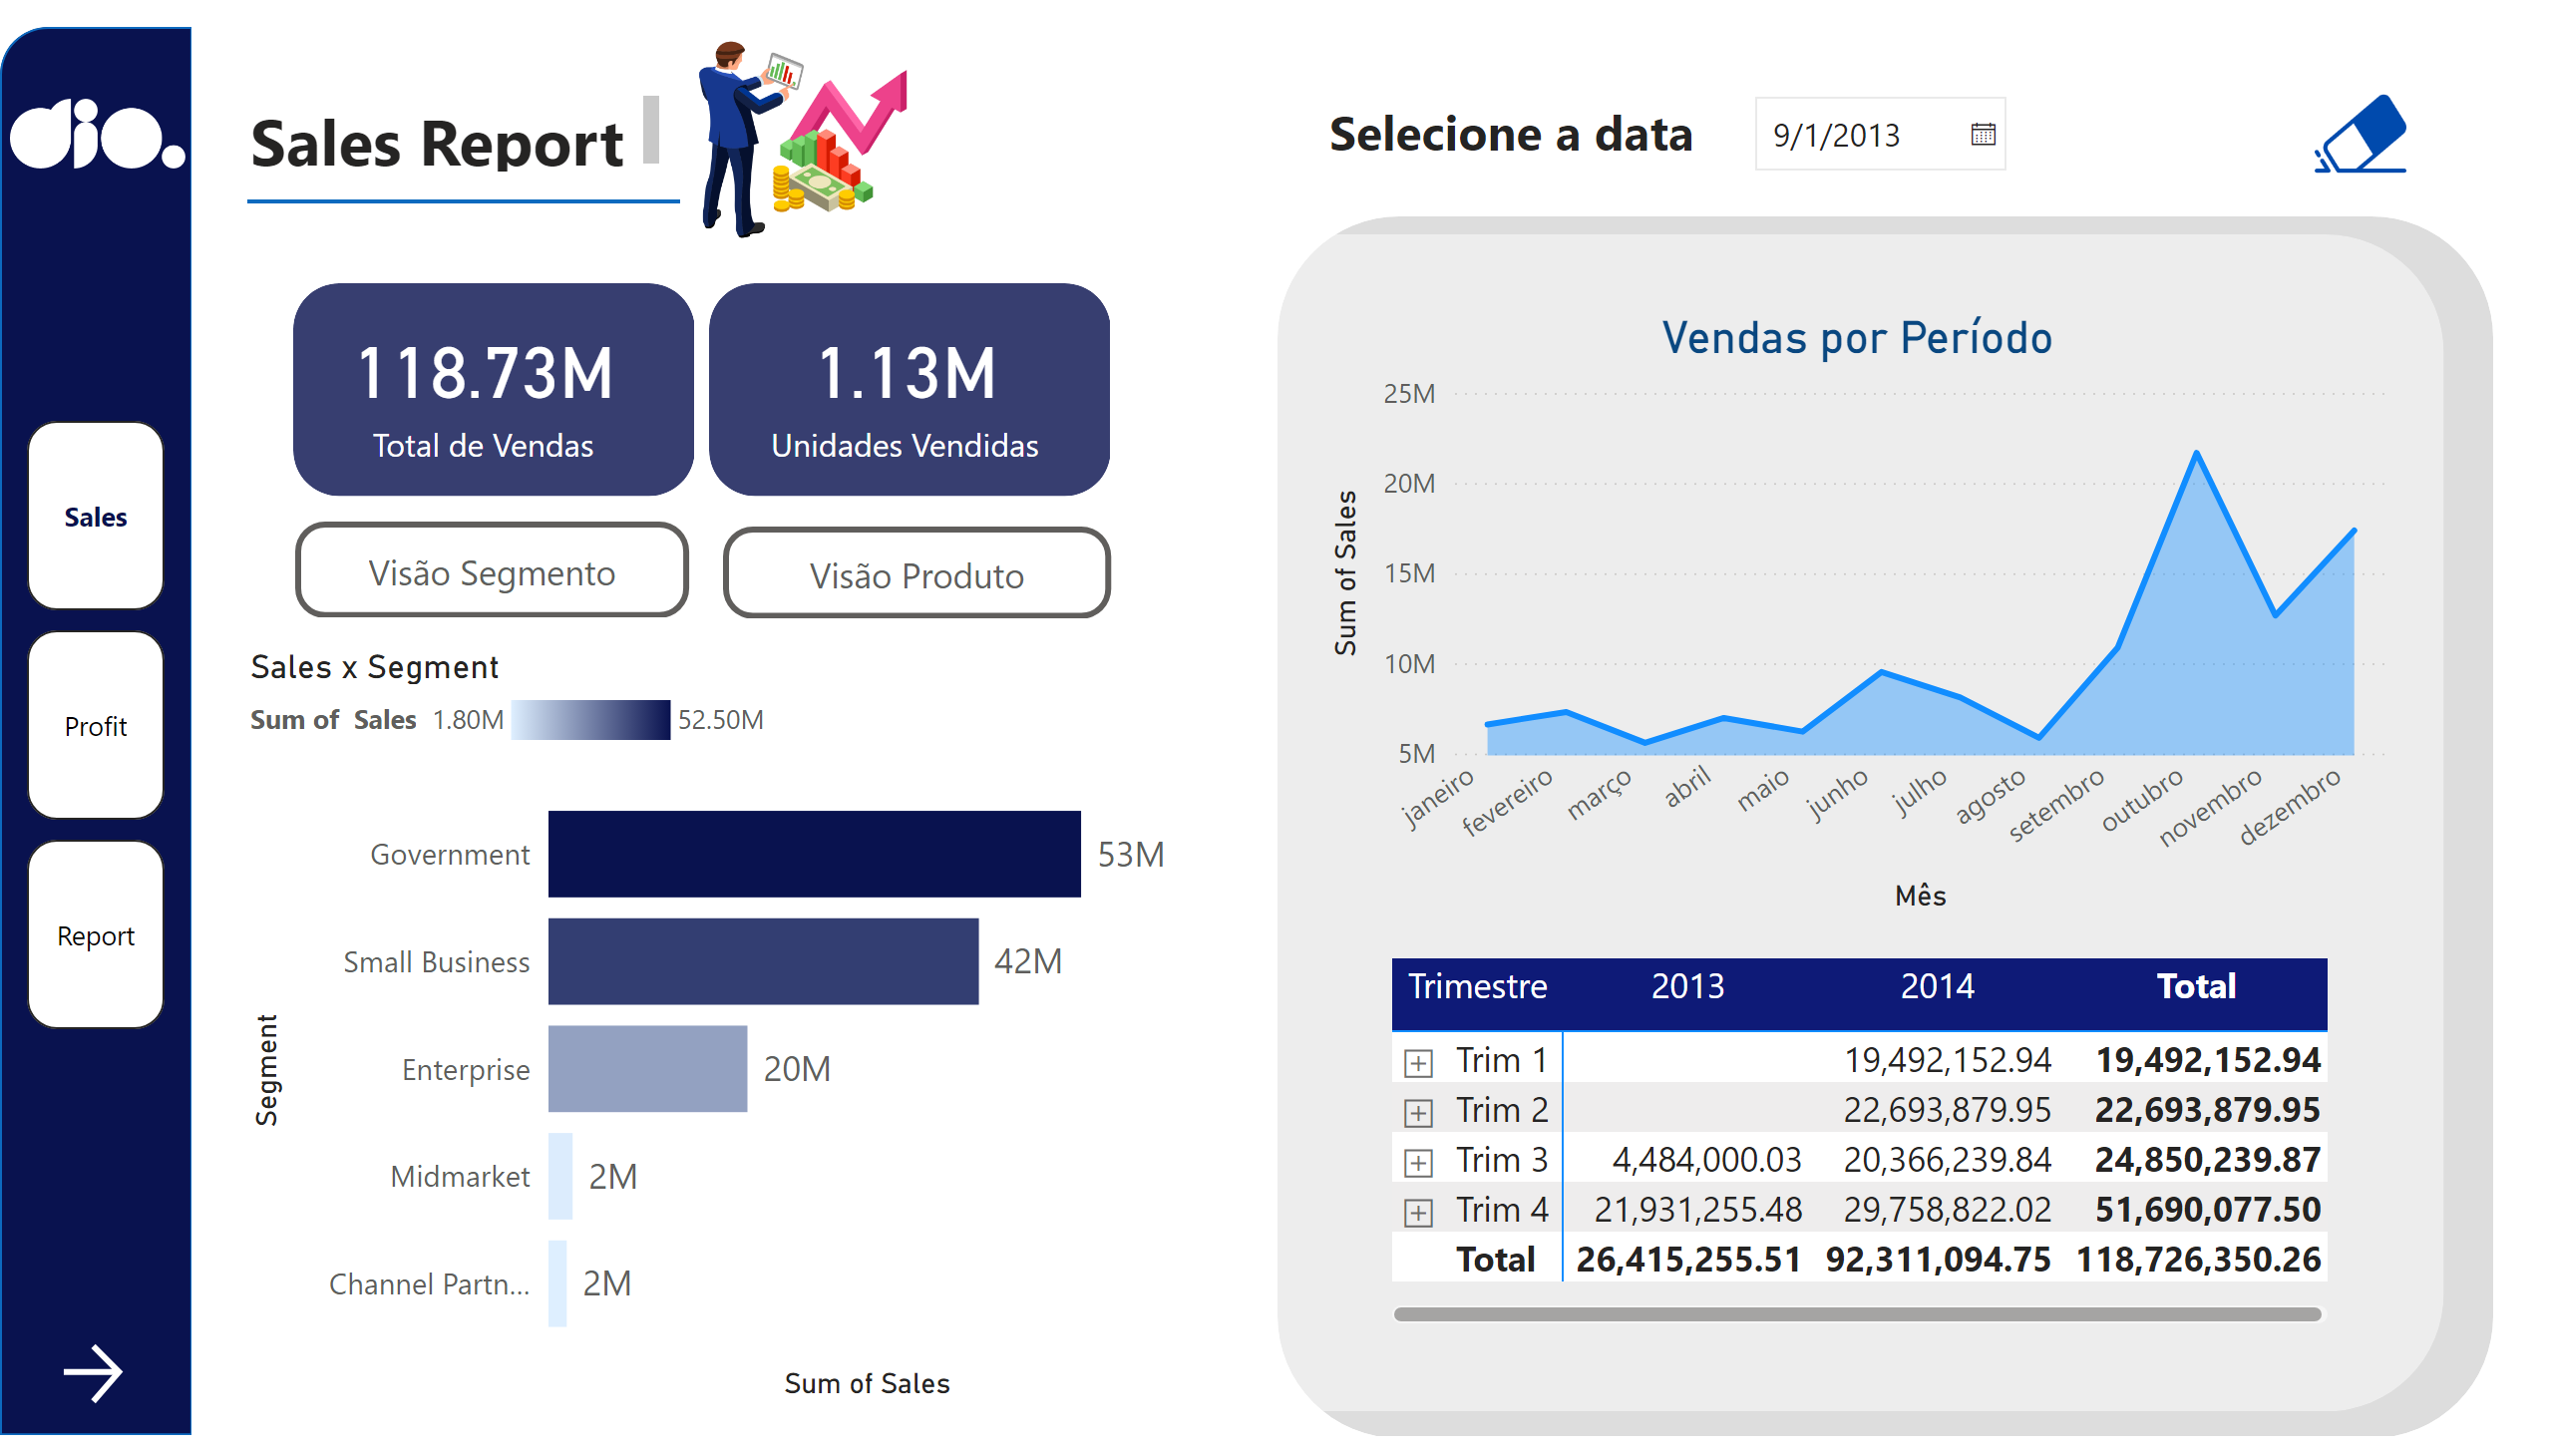 dio.
Sales
Profit
Report
Sales Report
118.73M
Total de Vendas
1.13M
Unidades Vendidas
Visão Segmento
Visão Produto
Sales x Segment
Sum of Sales 1.80M 52.50M
Segment
Government 53M
Small Business 42M
Enterprise 20M
Midmarket 2M
Channel Partn... 2M
Sum of Sales
Selecione a data
9/1/2013
Vendas por Período
Sum of Sales
25M
20M
15M
10M
5M
janeiro
fevereiro
março
abril
maio
junho
julho
agosto
setembro
outubro
novembro
dezembro
Mês
Trimestre 2013 2014 Total
Trim 1 19,492,152.94 19,492,152.94
Trim 2 22,693,879.95 22,693,879.95
Trim 3 4,484,000.03 20,366,239.84 24,850,239.87
Trim 4 21,931,255.48 29,758,822.02 51,690,077.50
Total 26,415,255.51 92,311,094.75 118,726,350.26